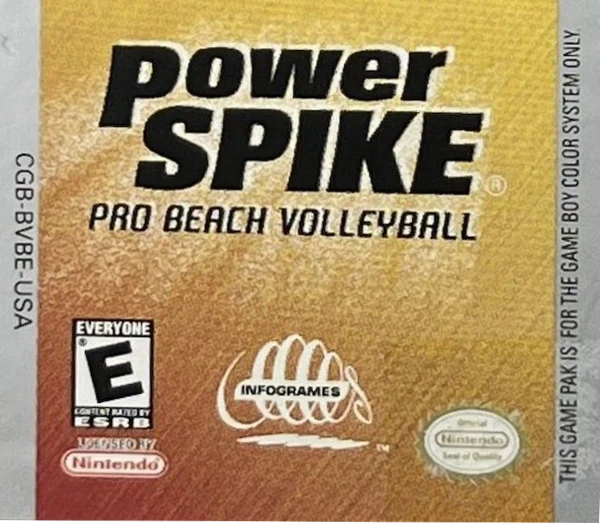 power
SPIKE®
PRO BEACH VOLLEYBALL
CGB-BVBE-USA
THIS GAME PAK IS FOR THE GAME BOY COLOR SYSTEM ONLY.
EVERYONE
E®
CONTENT RATED BY
ESRB
LICENSED BY
Nintendo®
INFOGRAMES
™
Official
Nintendo
Seal of Quality